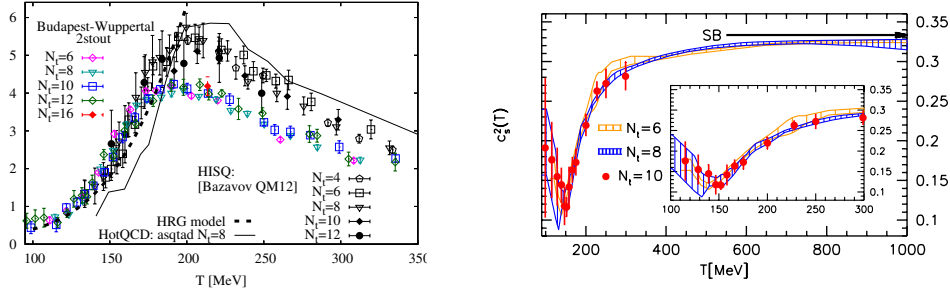 6
5
4
3
2
1
0
Budapest-Wuppertal
2stout
N_t=6
N_t=8
N_t=10
N_t=12
N_t=16
HISQ:
[Bazavov QM12]
N_t=4
N_t=6
N_t=8
N_t=10
N_t=12
HRG model
HotQCD: asqtad N_t=8
100 150 200 250 300 350
T [MeV]
c_s^2(T)
SB
N_t=6
N_t=8
N_t=10
0.35
0.30
0.25
0.20
0.15
0.1
0.35
0.3
0.25
0.2
0.15
0.1
100 150 200 250 300
200 400 600 800 1000
T[MeV]